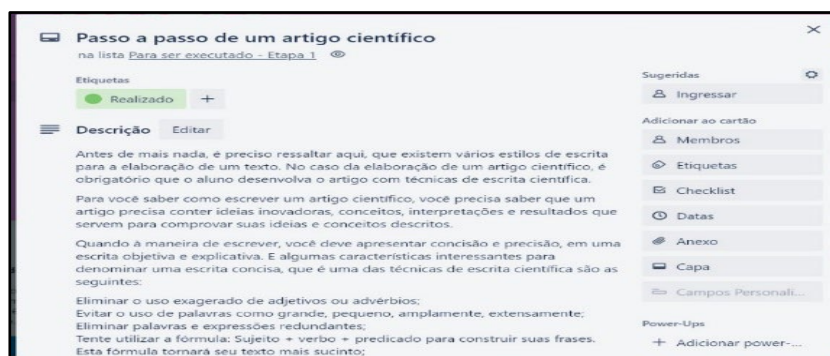 Passo a passo de um artigo científico
na lista Para ser executado - Etapa 1
Etiquetas
Realizado +
Descrição Editar
Antes de mais nada, é preciso ressaltar aqui, que existem vários estilos de escrita
para a elaboração de um texto. No caso da elaboração de um artigo científico, é
obrigatório que o aluno desenvolva o artigo com técnicas de escrita científica.
Para você saber como escrever um artigo científico, você precisa saber que um
artigo precisa conter ideias inovadoras, conceitos, interpretações e resultados que
servem para comprovar suas ideias e conceitos descritos.
Quando à maneira de escrever, você deve apresentar concisão e precisão, em uma
escrita objetiva e explicativa. E algumas características interessantes para
denominar uma escrita concisa, que é uma das técnicas de escrita científica são as
seguintes:
Eliminar o uso exagerado de adjetivos ou advérbios;
Evitar o uso de palavras como grande, pequeno, amplamente, extensamente;
Eliminar palavras e expressões redundantes;
Tente utilizar a fórmula: Sujeito + verbo + predicado para construir suas frases.
Esta fórmula tornará seu texto mais sucinto;
Sugeridas
Ingressar
Adicionar ao cartão
Membros
Etiquetas
Checklist
Datas
Anexo
Capa
Campos Personali...
Power-Ups
+ Adicionar power-...